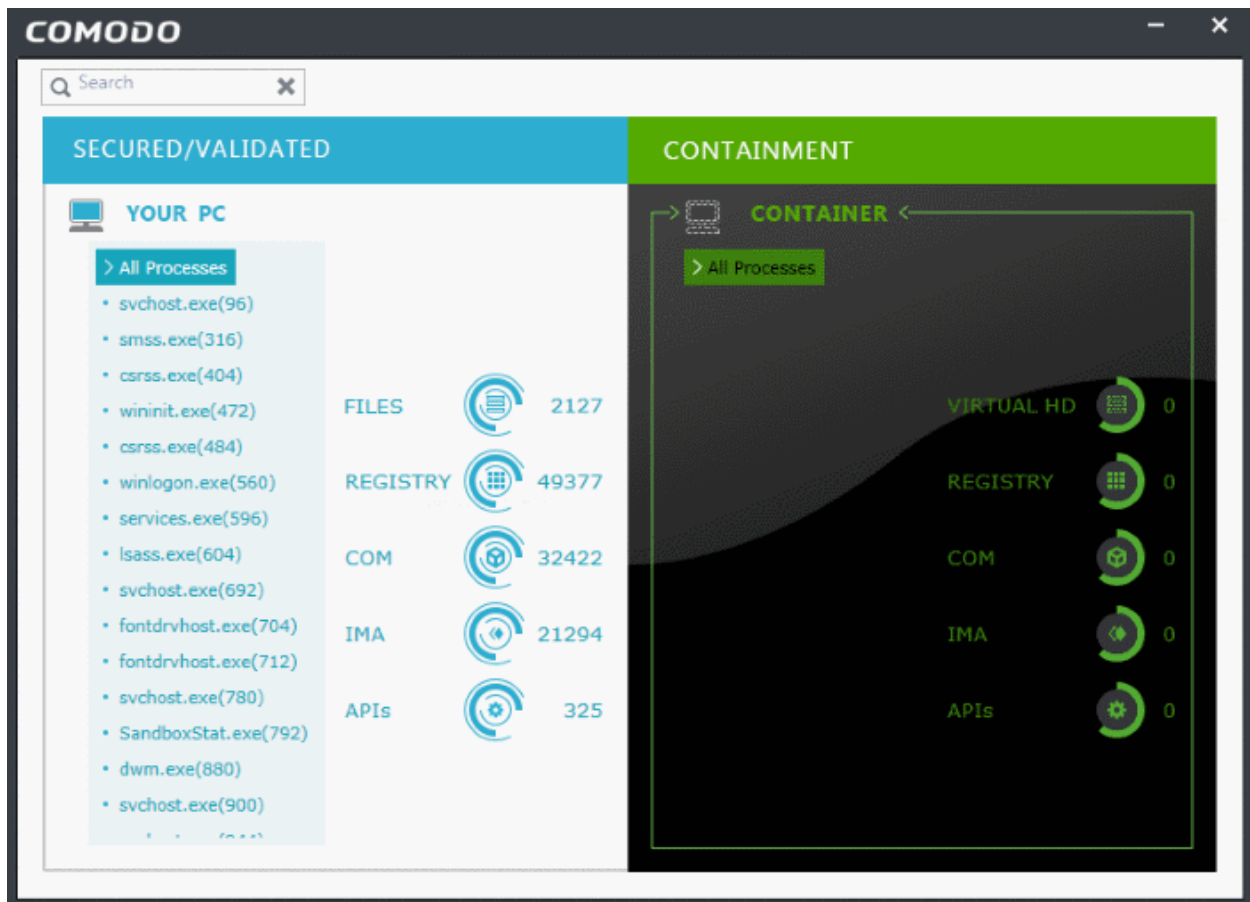 COMODO
Search
SECURED/VALIDATED
CONTAINMENT
YOUR PC
CONTAINER
> All Processes
> All Processes
• svchost.exe(96)
• smss.exe(316)
• csrss.exe(404)
• wininit.exe(472)
• csrss.exe(484)
• winlogon.exe(560)
• services.exe(596)
• lsass.exe(604)
• svchost.exe(692)
• fontdrvhost.exe(704)
• fontdrvhost.exe(712)
• svchost.exe(780)
• SandboxStat.exe(792)
• dwm.exe(880)
• svchost.exe(900)
FILES 2127
REGISTRY 49377
COM 32422
IMA 21294
APIs 325
VIRTUAL HD 0
REGISTRY 0
COM 0
IMA 0
APIs 0